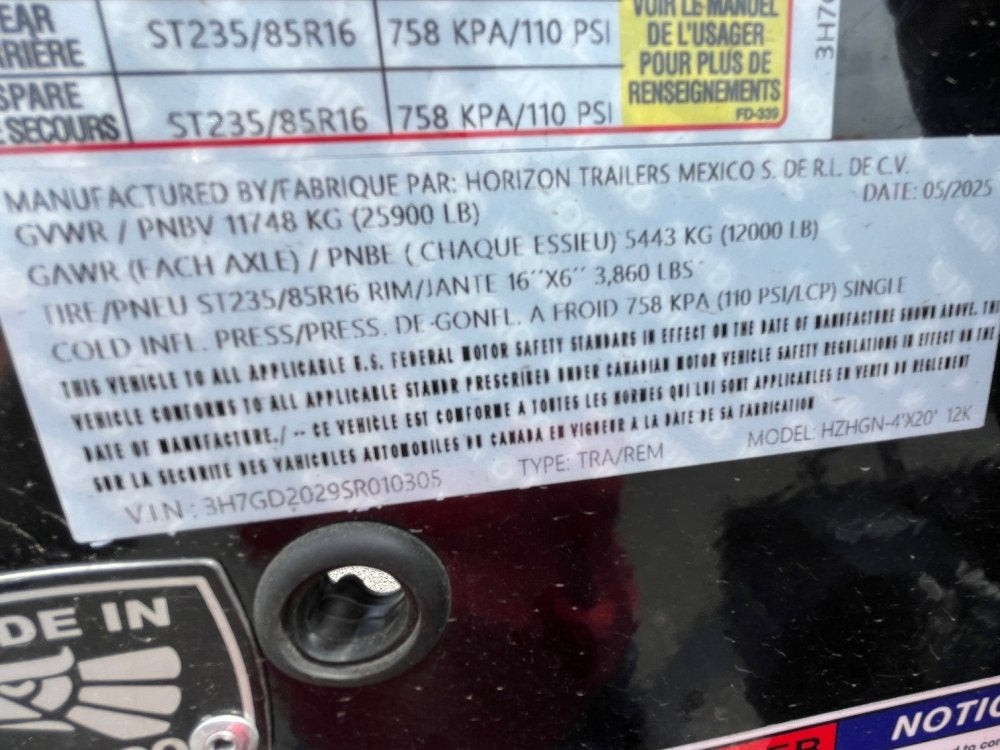 EAR
RRIÈRE
ST235/85R16
758 KPA/110 PSI
SPARE
E SECOURS
ST235/85R16
758 KPA/110 PSI
VOIR LE MANUEL
DE L'USAGER
POUR PLUS DE
RENSEIGNEMENTS
FD-339
3H7
MANUFACTURED BY/FABRIQUE PAR: HORIZON TRAILERS MEXICO S. DE R.L. DE C.V.
DATE: 05/2025
GVWR / PNBV 11748 KG (25900 LB)
GAWR (EACH AXLE) / PNBE ( CHAQUE ESSIEU) 5443 KG (12000 LB)
TIRE/PNEU ST235/85R16 RIM/JANTE 16''X6'' 3,860 LBS
COLD INFL. PRESS/PRESS. DE GONFL. A FROID 758 KPA (110 PSI/LCP) SINGLE
THIS VEHICLE TO ALL APPLICABLE U.S. FEDERAL MOTOR SAFETY STANDARS IN EFFECT ON THE DATE OF MANUFACTURE SHOWN ABOVE. THI
VEHICLE CONFORMS TO ALL APPLICABLE STANDR PRESCRIBED UNDER CANADIAN MOTOR VEHICLE SAFETY REGULATIONS IN EFFECT ON THE
DATE OF MANUFACTURE./ -- CE VEHICLE EST CONFORME A TOUTES LES NORMES QUI LUI SONT APPLICABLES EN VERTU DU REGLEMENT
SUR LA SECURITE DES VAHICULES AUTOMOBILES DU CANADA EN VIGUEUR A LA DATE DE SA FABRICATION
V.I.N : 3H7GD2029SR010305
TYPE: TRA/REM
MODEL: HZHGN-4'X20' 12K
DE IN
NOTIC